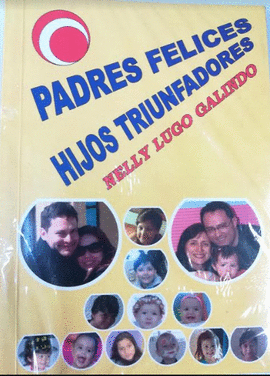 PADRES FELICES
HIJOS TRIUNFADORES
NELLY LUGO GALINDO